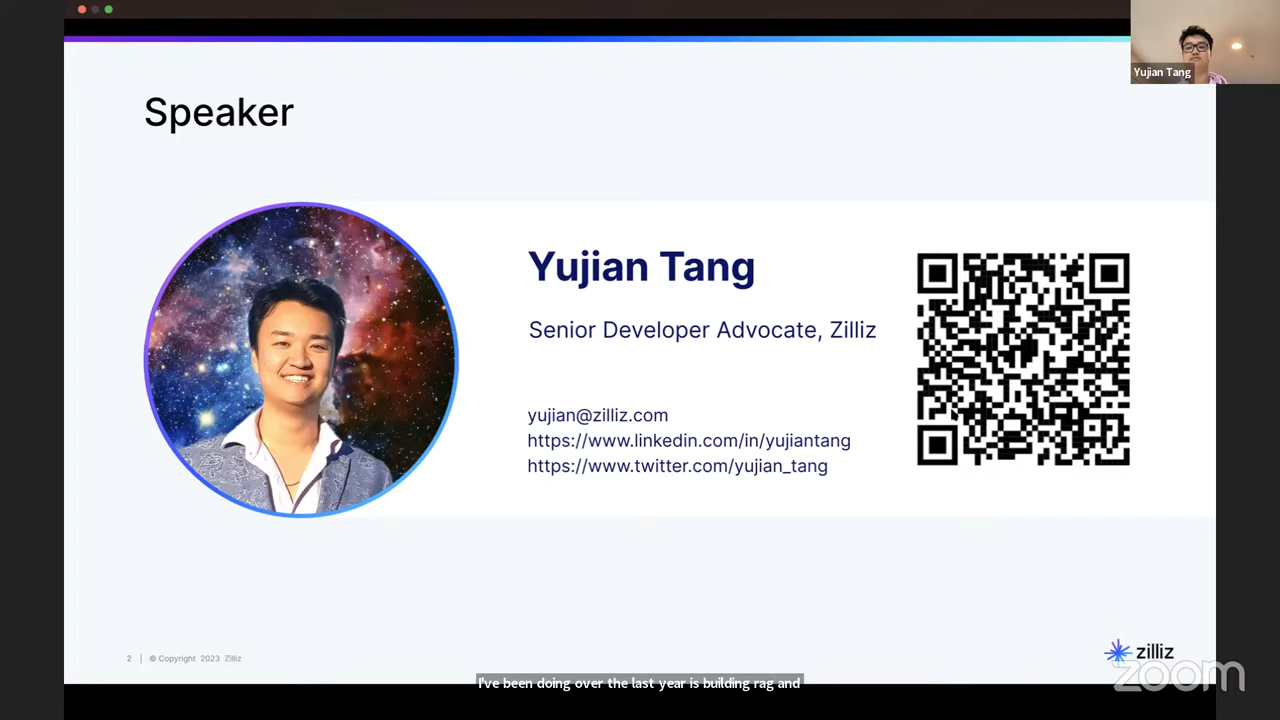 Yujian Tang
Speaker
Yujian Tang
Senior Developer Advocate, Zilliz
yujian@zilliz.com
https://www.linkedin.com/in/yujiantang
https://www.twitter.com/yujian_tang
2 | © Copyright 2023 Zilliz
zilliz
zoom
I've been doing over the last year is building rag and